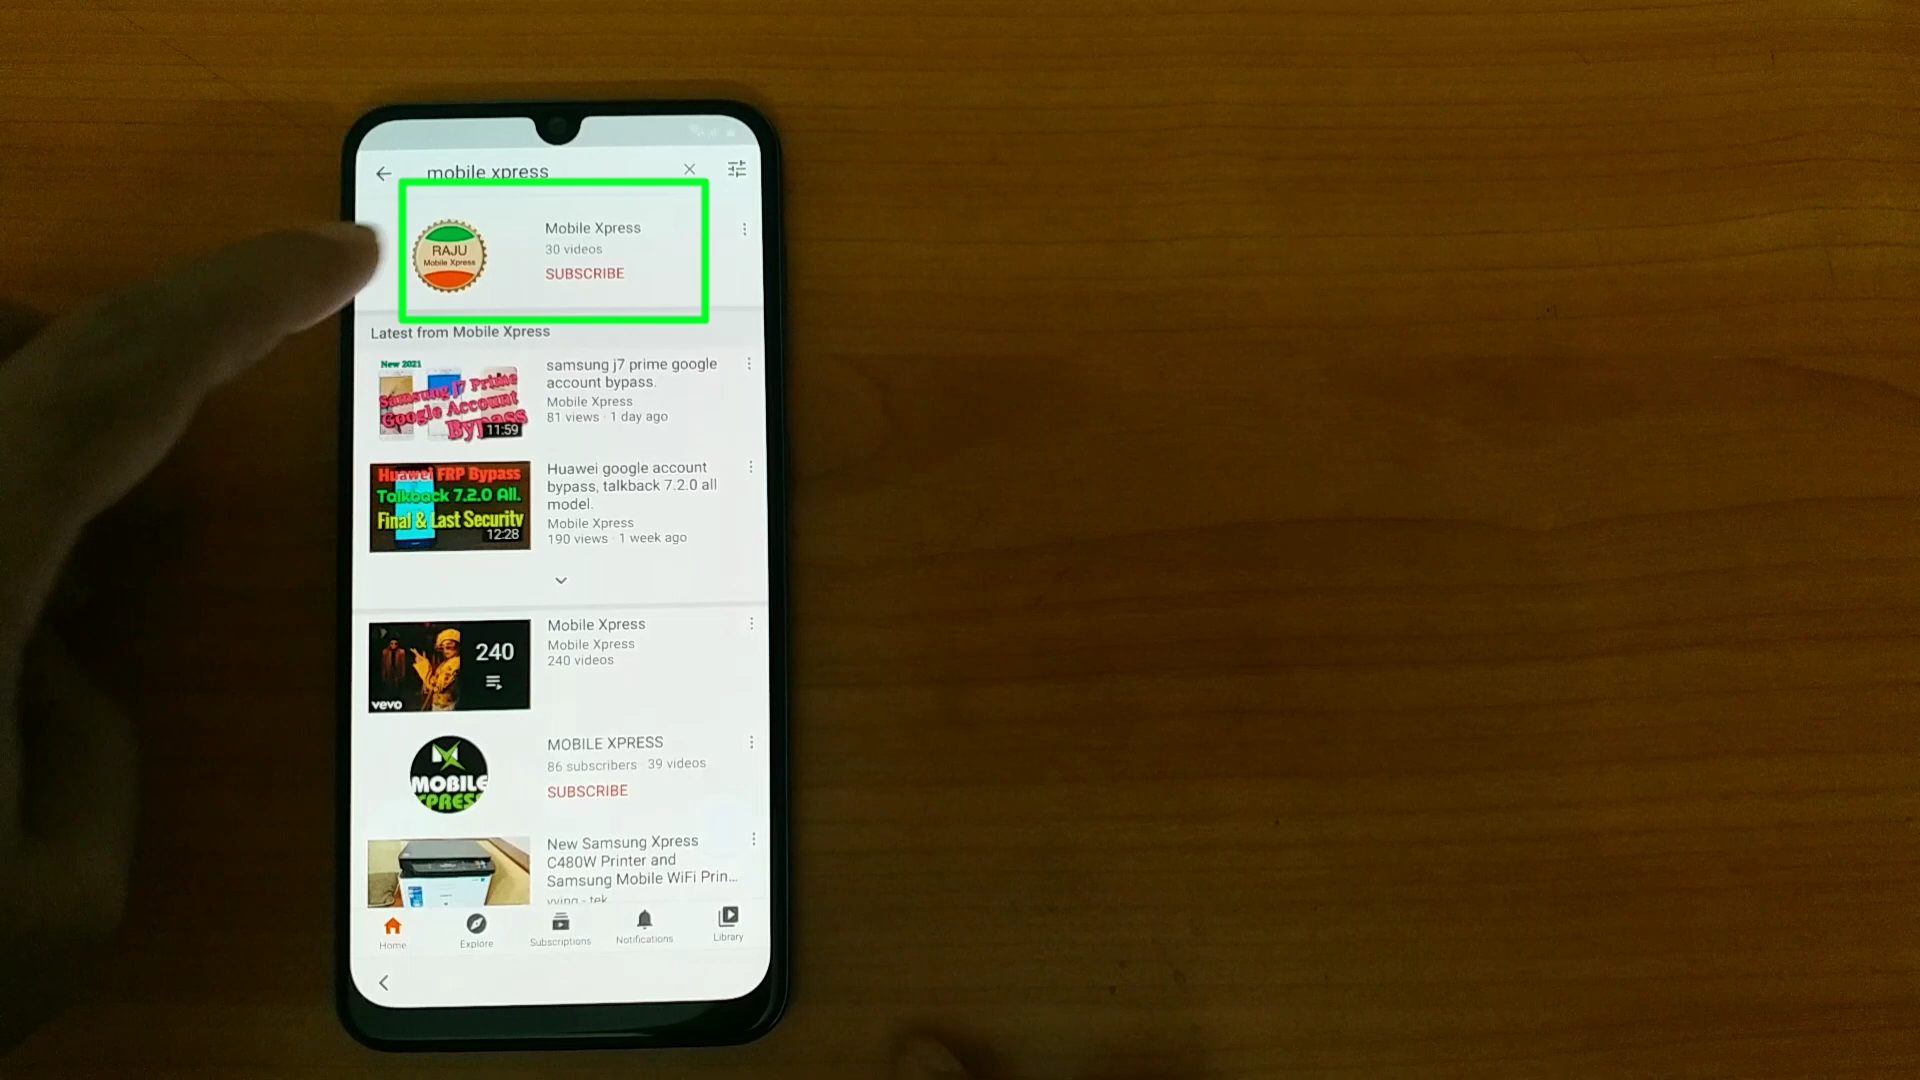 mobile xpress
RAJU
Mobile Xpress
Mobile Xpress
30 videos
SUBSCRIBE
Latest from Mobile Xpress
New 2021
Samsung J7 Prime
Google Account
Bypass
11:59
samsung j7 prime google
account bypass.
Mobile Xpress
81 views · 1 day ago
Huawei FRP Bypass
Talkback 7.2.0 All.
Final & Last Security
12:28
Huawei google account
bypass, talkback 7.2.0 all
model.
Mobile Xpress
190 views · 1 week ago
240
vevo
Mobile Xpress
Mobile Xpress
240 videos
MOBILE
XPRESS
MOBILE XPRESS
86 subscribers · 39 videos
SUBSCRIBE
New Samsung Xpress
C480W Printer and
Samsung Mobile WiFi Prin...
Home
Explore
Subscriptions
Notifications
Library